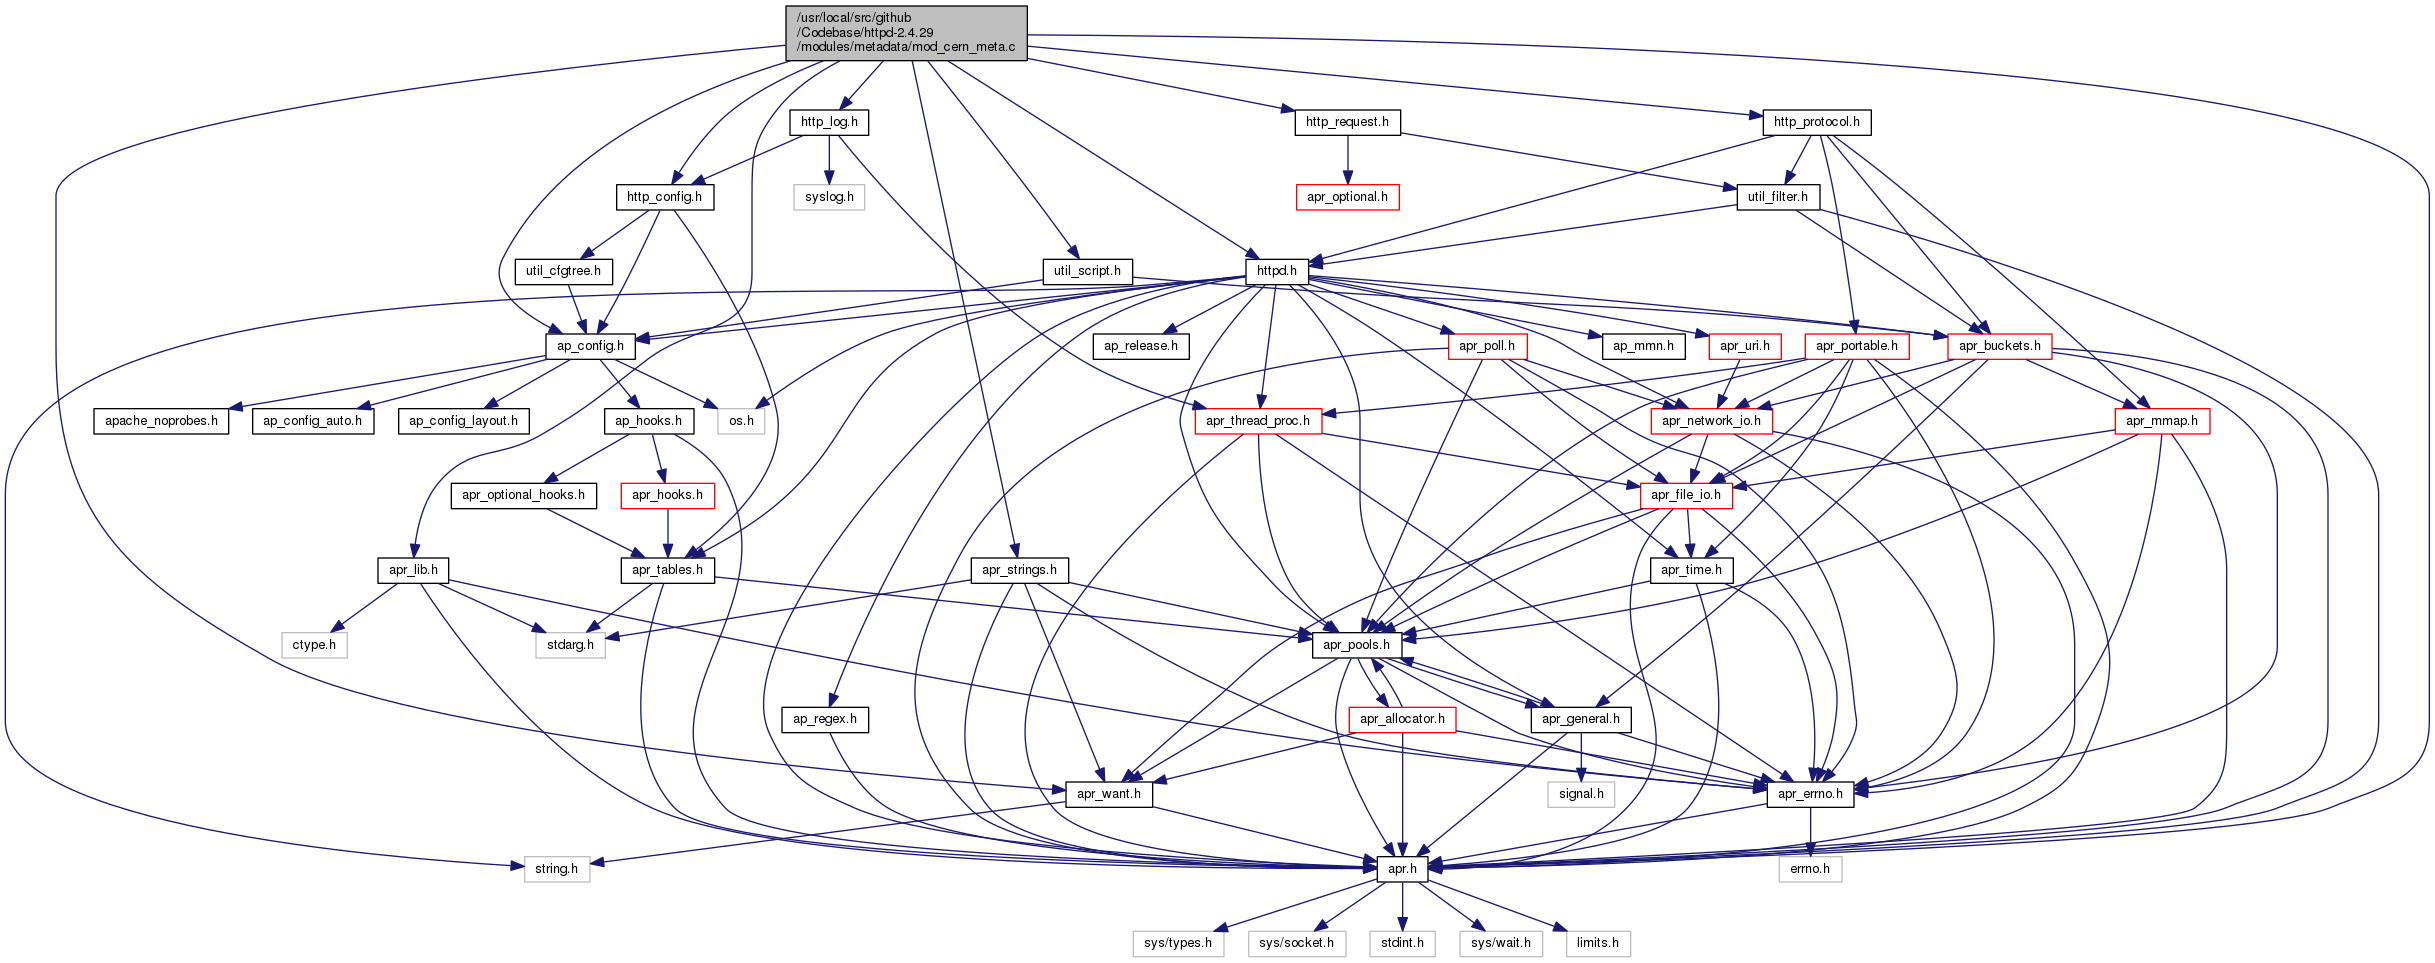 /usr/local/src/github
/Codebase/httpd-2.4.29
/modules/metadata/mod_cern_meta.c
http_log.h
http_request.h
http_protocol.h
http_config.h
syslog.h
apr_optional.h
util_filter.h
util_cfgtree.h
util_script.h
httpd.h
ap_config.h
ap_release.h
apr_poll.h
ap_mmn.h
apr_uri.h
apr_portable.h
apr_buckets.h
apache_noprobes.h
ap_config_auto.h
ap_config_layout.h
ap_hooks.h
os.h
apr_thread_proc.h
apr_network_io.h
apr_mmap.h
apr_optional_hooks.h
apr_hooks.h
apr_file_io.h
apr_lib.h
apr_tables.h
apr_strings.h
apr_time.h
ctype.h
stdarg.h
apr_pools.h
ap_regex.h
apr_allocator.h
apr_general.h
apr_want.h
signal.h
apr_errno.h
string.h
apr.h
errno.h
sys/types.h
sys/socket.h
stdint.h
sys/wait.h
limits.h